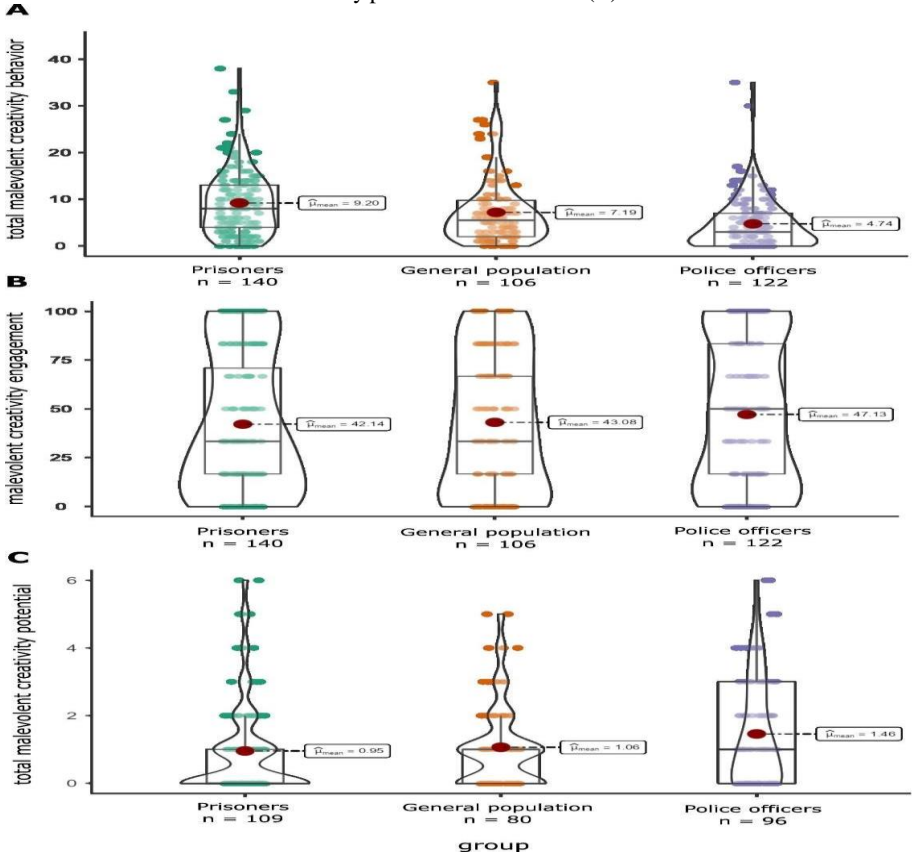 A
total malevolent creativity behavior
40
30
20
10
0
μ̂mean = 9.20
μ̂mean = 7.19
μ̂mean = 4.74
Prisoners
n = 140
General population
n = 106
Police officers
n = 122
B
malevolent creativity engagement
100
75
50
25
0
μ̂mean = 42.14
μ̂mean = 43.08
μ̂mean = 47.13
Prisoners
n = 140
General population
n = 106
Police officers
n = 122
C
total malevolent creativity potential
6
4
2
0
μ̂mean = 0.95
μ̂mean = 1.06
μ̂mean = 1.46
Prisoners
n = 109
General population
n = 80
Police officers
n = 96
group